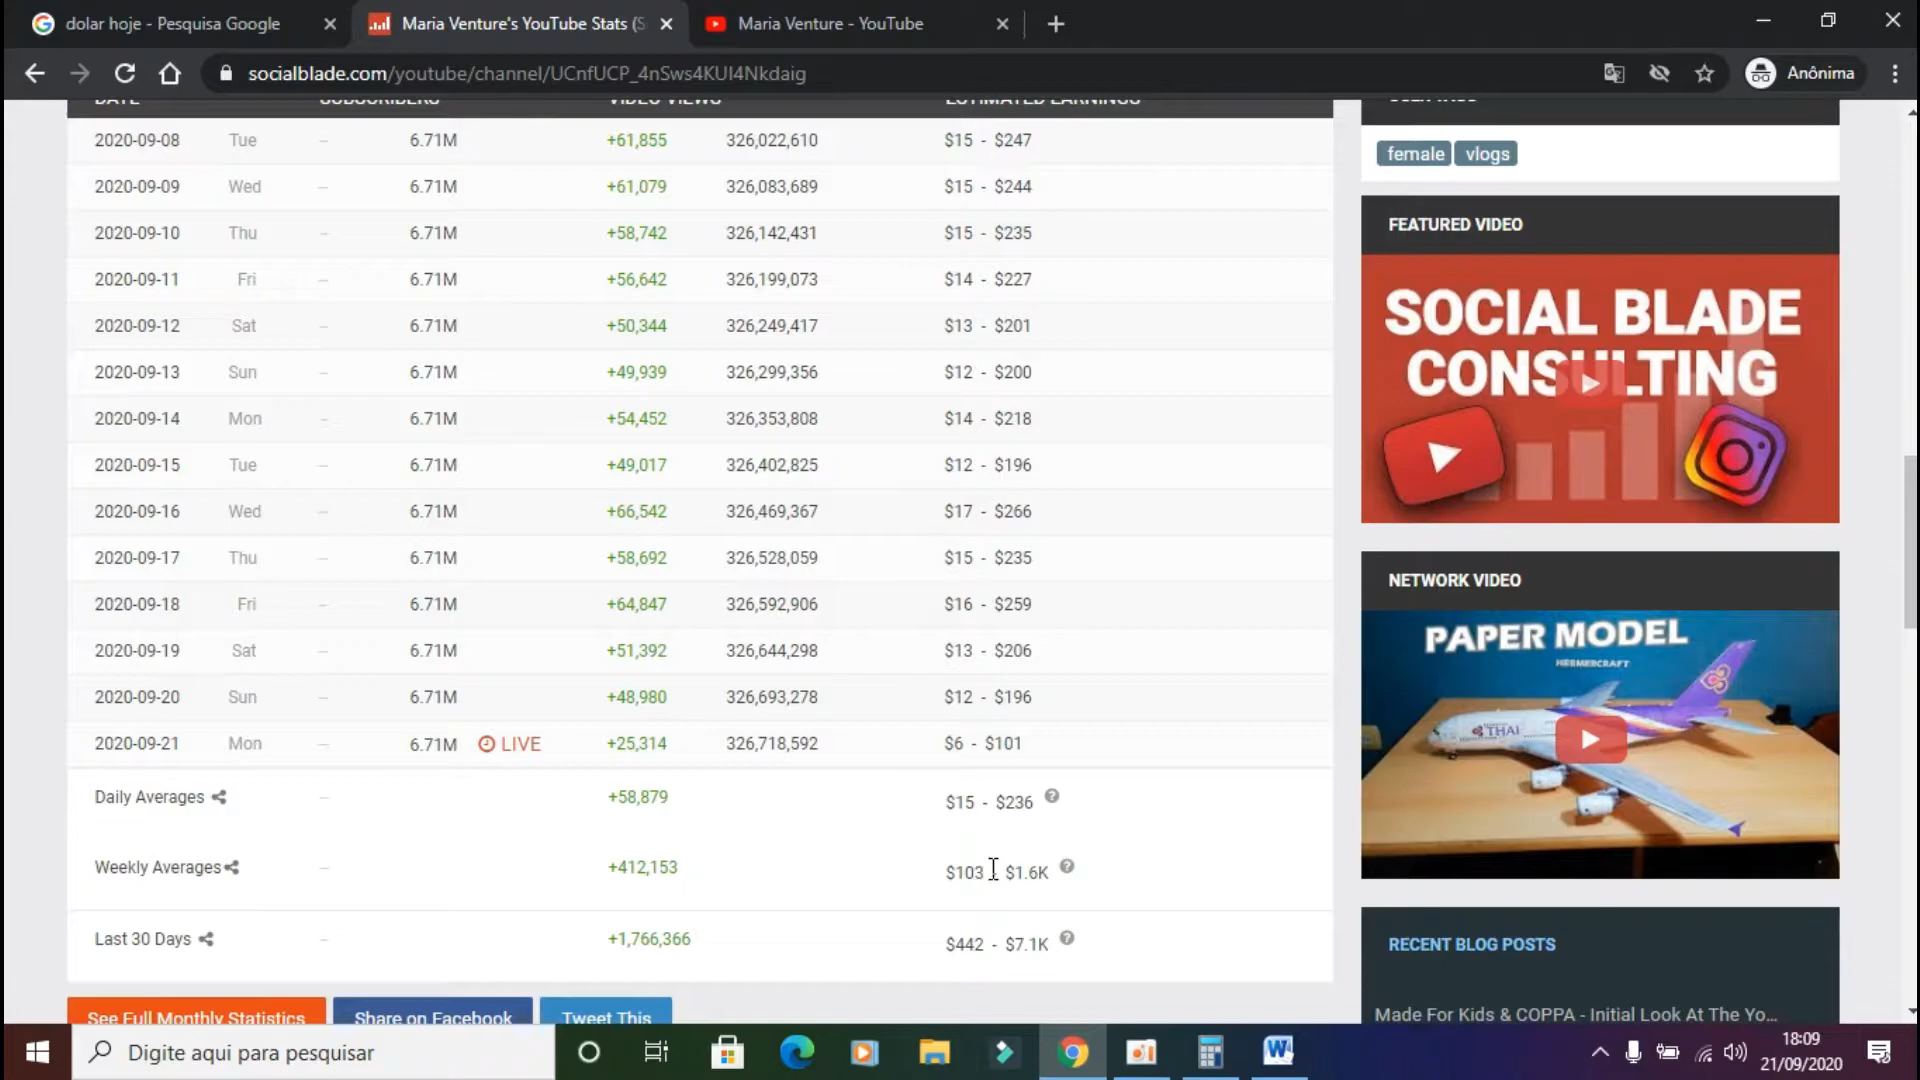 dolar hoje - Pesquisa Google
Maria Venture's YouTube Stats (S
Maria Venture - YouTube
socialblade.com/youtube/channel/UCnfUCP_4nSws4KUI4Nkdaig
Anônima
DATE SUBSCRIBERS VIDEO VIEWS ESTIMATED EARNINGS
2020-09-08 Tue -- 6.71M +61,855 326,022,610 $15 - $247
2020-09-09 Wed -- 6.71M +61,079 326,083,689 $15 - $244
2020-09-10 Thu -- 6.71M +58,742 326,142,431 $15 - $235
2020-09-11 Fri -- 6.71M +56,642 326,199,073 $14 - $227
2020-09-12 Sat -- 6.71M +50,344 326,249,417 $13 - $201
2020-09-13 Sun -- 6.71M +49,939 326,299,356 $12 - $200
2020-09-14 Mon -- 6.71M +54,452 326,353,808 $14 - $218
2020-09-15 Tue -- 6.71M +49,017 326,402,825 $12 - $196
2020-09-16 Wed -- 6.71M +66,542 326,469,367 $17 - $266
2020-09-17 Thu -- 6.71M +58,692 326,528,059 $15 - $235
2020-09-18 Fri -- 6.71M +64,847 326,592,906 $16 - $259
2020-09-19 Sat -- 6.71M +51,392 326,644,298 $13 - $206
2020-09-20 Sun -- 6.71M +48,980 326,693,278 $12 - $196
2020-09-21 Mon -- 6.71M LIVE +25,314 326,718,592 $6 - $101
Daily Averages -- +58,879 $15 - $236
Weekly Averages -- +412,153 $103 $1.6K
Last 30 Days -- +1,766,366 $442 - $7.1K
See Full Monthly Statistics
Share on Facebook
Tweet This
female vlogs
FEATURED VIDEO
SOCIAL BLADE
CONSULTING
NETWORK VIDEO
PAPER MODEL
HERMERCRAFT
THAI
RECENT BLOG POSTS
Made For Kids & COPPA - Initial Look At The Yo...
Digite aqui para pesquisar
18:09
21/09/2020